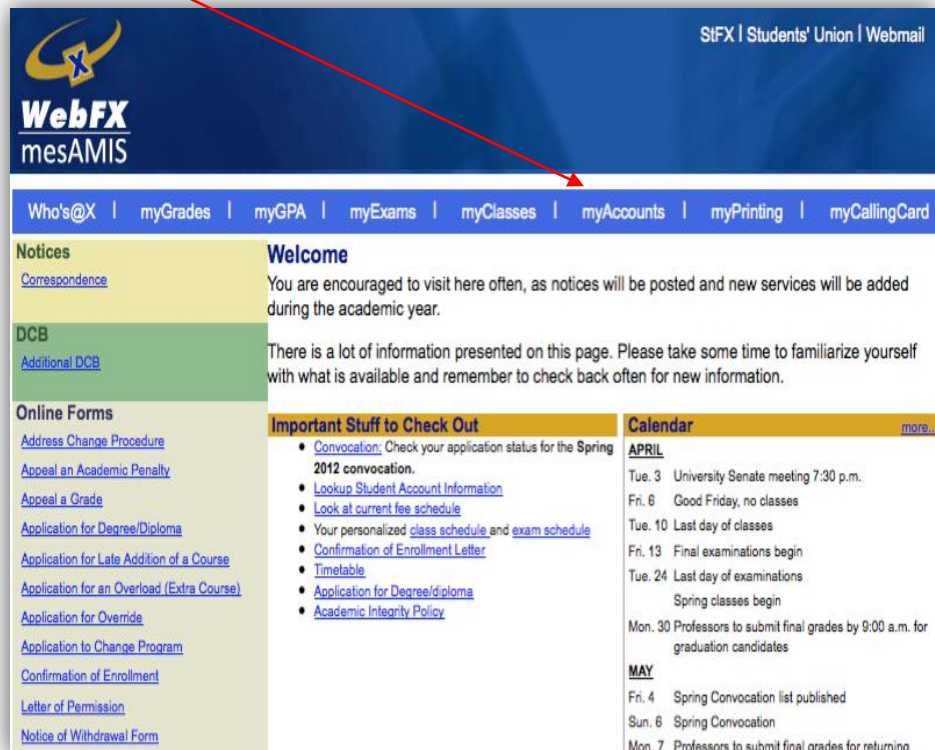 StFX | Students' Union | Webmail
WebFX
mesAMIS
Who's@X | myGrades | myGPA | myExams | myClasses | myAccounts | myPrinting | myCallingCard
Notices
Correspondence
DCB
Additional DCB
Online Forms
Address Change Procedure
Appeal an Academic Penalty
Appeal a Grade
Application for Degree/Diploma
Application for Late Addition of a Course
Application for an Overload (Extra Course)
Application for Override
Application to Change Program
Confirmation of Enrollment
Letter of Permission
Notice of Withdrawal Form
Welcome
You are encouraged to visit here often, as notices will be posted and new services will be added
during the academic year.
There is a lot of information presented on this page. Please take some time to familiarize yourself
with what is available and remember to check back often for new information.
Important Stuff to Check Out
• Convocation: Check your application status for the Spring
2012 convocation.
• Lookup Student Account Information
• Look at current fee schedule
• Your personalized class schedule and exam schedule
• Confirmation of Enrollment Letter
• Timetable
• Application for Degree/diploma
• Academic Integrity Policy
Calendar more..
APRIL
Tue. 3 University Senate meeting 7:30 p.m.
Fri. 6 Good Friday, no classes
Tue. 10 Last day of classes
Fri. 13 Final examinations begin
Tue. 24 Last day of examinations
Spring classes begin
Mon. 30 Professors to submit final grades by 9:00 a.m. for
graduation candidates
MAY
Fri. 4 Spring Convocation list published
Sun. 6 Spring Convocation
Mon. 7 Professors to submit final grades for returning